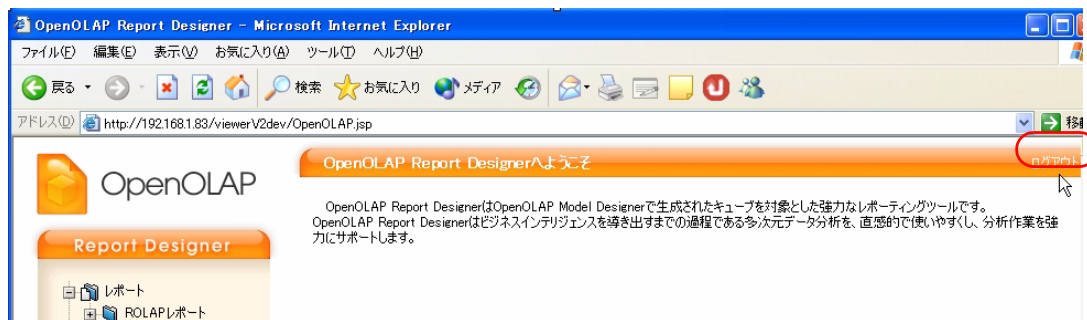 OpenOLAP Report Designer - Microsoft Internet Explorer
ファイル(F) 編集(E) 表示(V) お気に入り(A) ツール(T) ヘルプ(H)
戻る 検索 お気に入り メディア
アドレス(D) http://192.168.1.83/viewerV2dev/OpenOLAP.jsp 移動
OpenOLAP
OpenOLAP Report Designerへようこそ ログアウト
OpenOLAP Report DesignerはOpenOLAP Model Designerで生成されたキューブを対象とした強力なレポーティングツールです。
OpenOLAP Report Designerはビジネスインテリジェンスを導き出すまでの過程である多次元データ分析を、直感的で使いやすくし、分析作業を強
力にサポートします。
Report Designer
レポート
ROLAPレポート